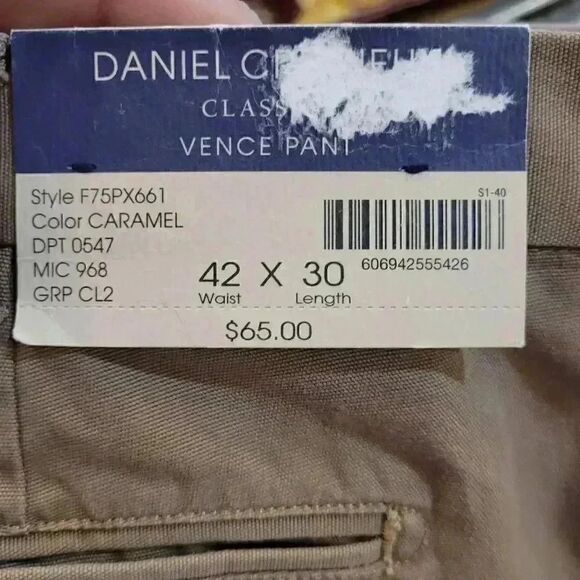 DANIEL
VENCE PANT
Style F75PX661
Color CARAMEL
DPT 0547
MIC 968
GRP CL2
42 X 30
Waist Length
S1-40
606942555426
$65.00